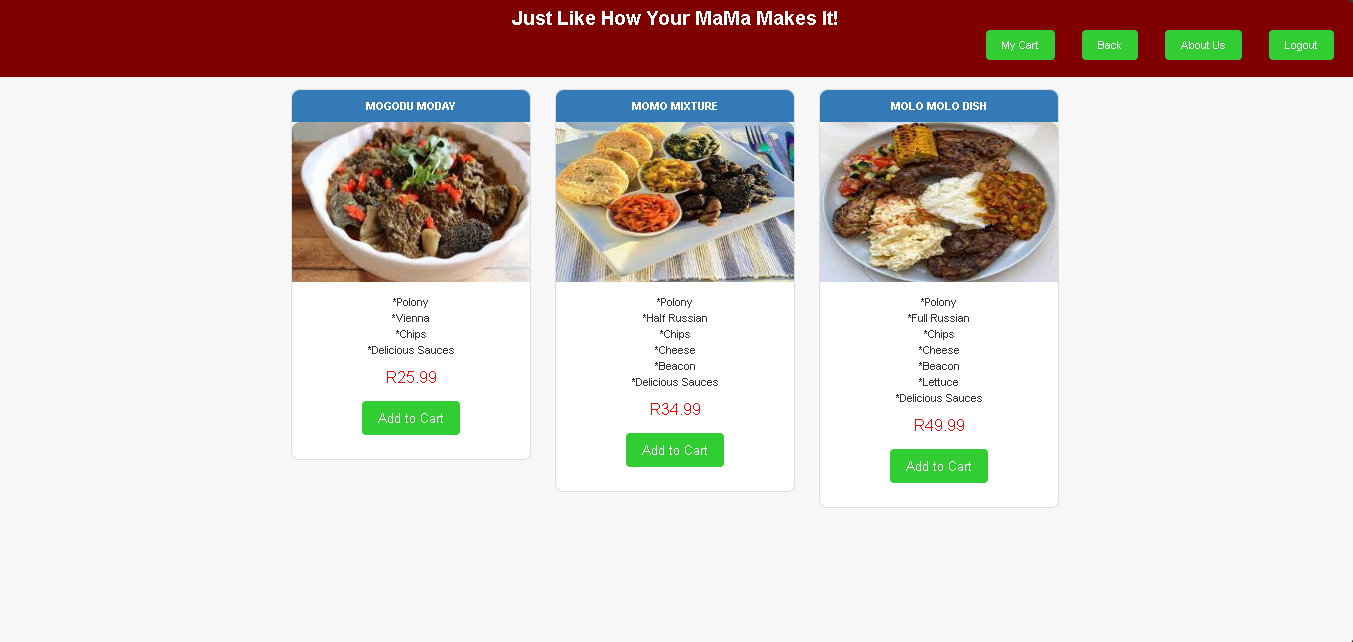 Just Like How Your MaMa Makes It!
My Cart Back About Us Logout
MOGODU MODAY
*Polony
*Vienna
*Chips
*Delicious Sauces
R25.99
Add to Cart
MOMO MIXTURE
*Polony
*Half Russian
*Chips
*Cheese
*Beacon
*Delicious Sauces
R34.99
Add to Cart
MOLO MOLO DISH
*Polony
*Full Russian
*Chips
*Cheese
*Beacon
*Lettuce
*Delicious Sauces
R49.99
Add to Cart